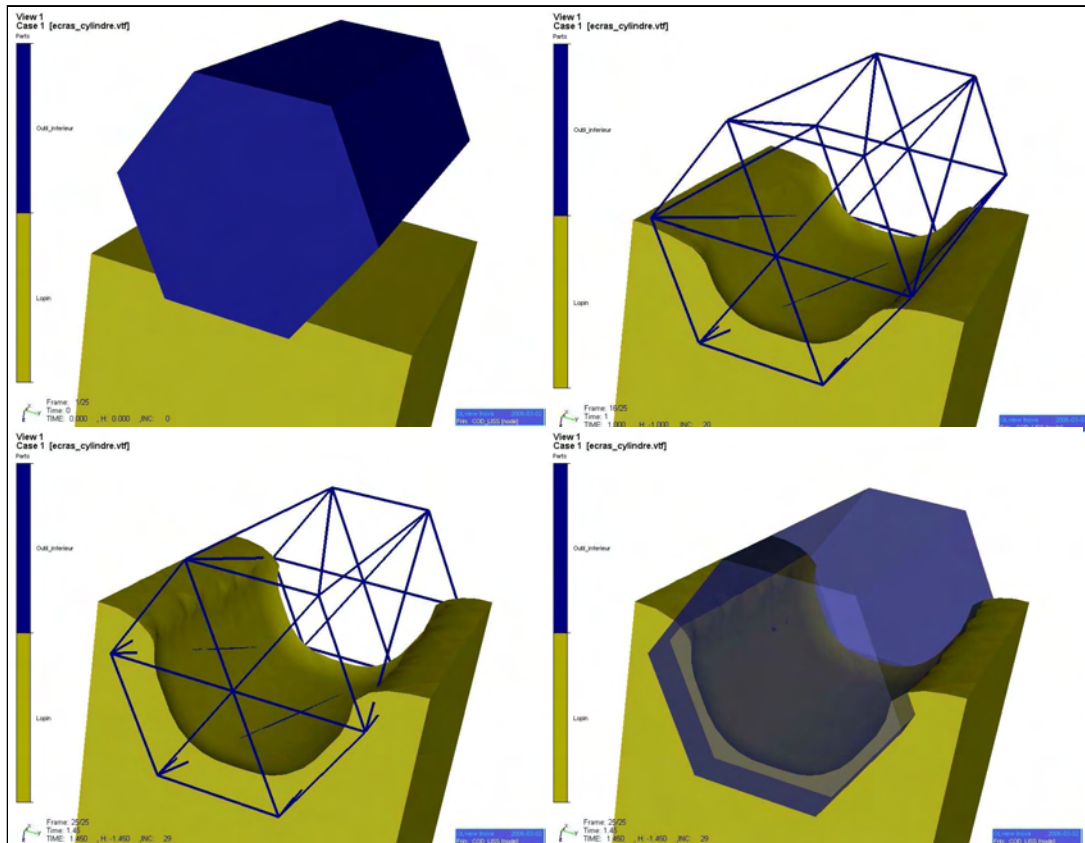 View 1
Case 1 [ecras_cylindre.vtf]
Parts
Outil_interieur
Lopin
Frame: 1/25
Time: 0
TIME: 0.000 , H: 0.000 ,INC: 0
View 1
Case 1 [ecras_cylindre.vtf]
Parts
Outil_interieur
Lopin
Frame: 16/25
Time: 1
TIME: 1.000 , H: -1.000 ,INC: 20
View 1
Case 1 [ecras_cylindre.vtf]
Parts
Outil_interieur
Lopin
Frame: 25/25
Time: 1.45
TIME: 1.450 , H: -1.450 ,INC: 29
View 1
Case 1 [ecras_cylindre.vtf]
Parts
Outil_interieur
Lopin
Frame: 25/25
Time: 1.45
TIME: 1.450 , H: -1.450 ,INC: 29